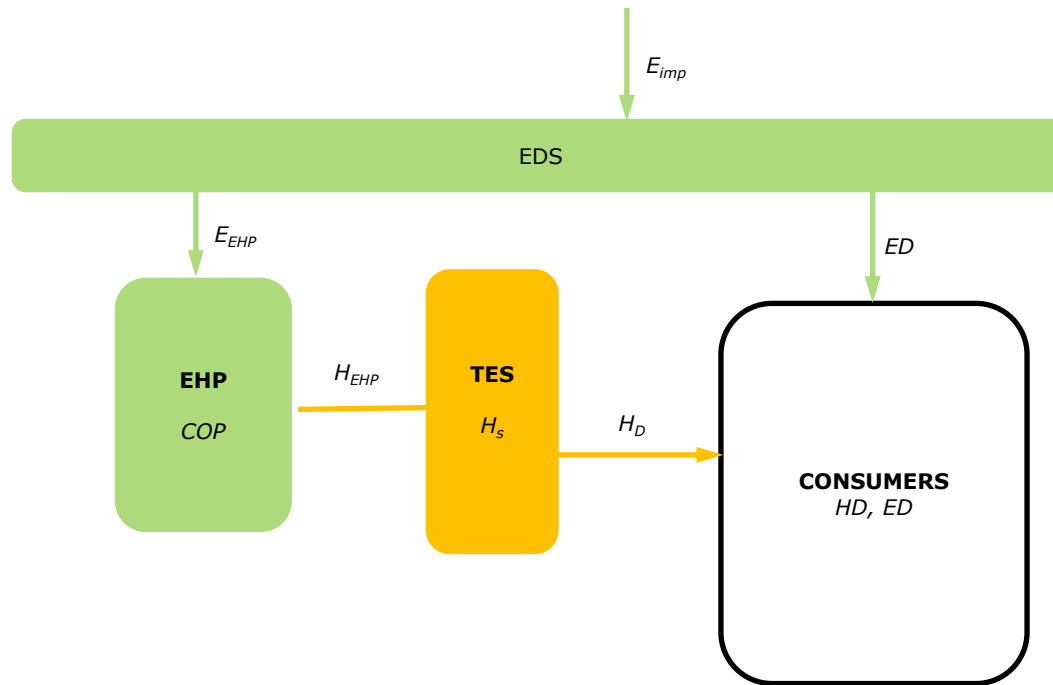 E_imp
EDS
E_EHP
ED
EHP
COP
H_EHP
TES
H_s
H_D
CONSUMERS
HD, ED